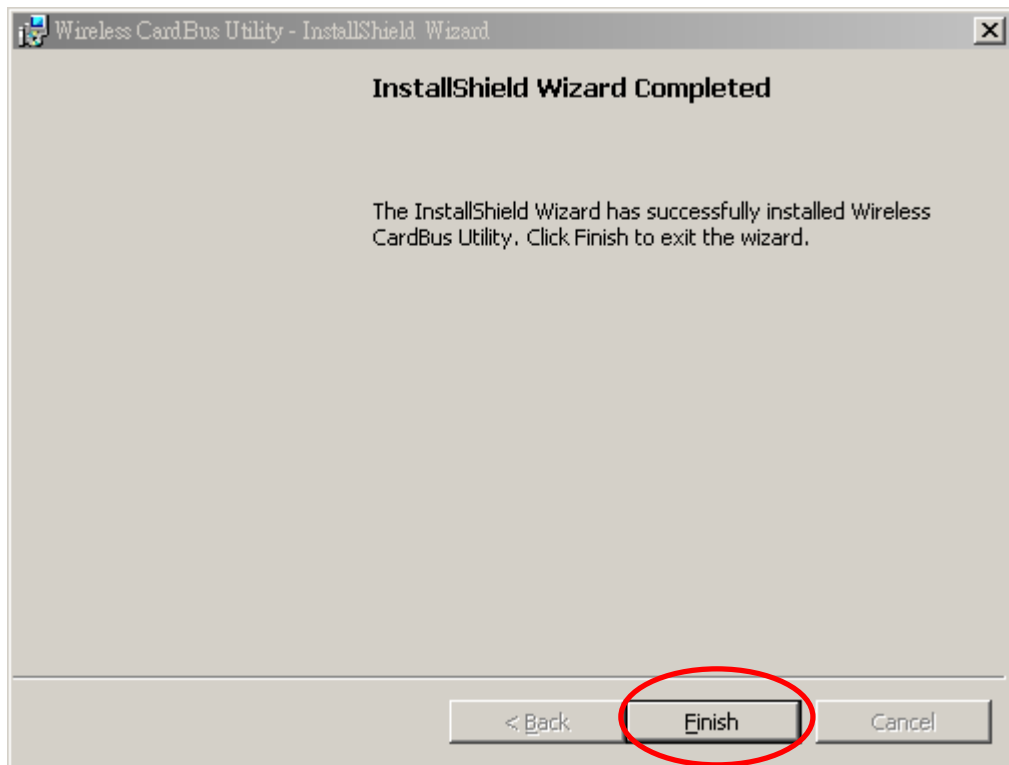 Wireless CardBus Utility - InstallShield Wizard
InstallShield Wizard Completed
The InstallShield Wizard has successfully installed Wireless
CardBus Utility. Click Finish to exit the wizard.
< Back Finish Cancel